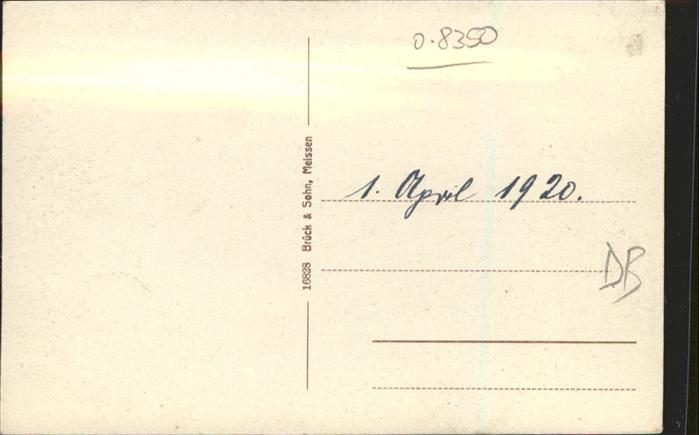 0-8350
16828 Brück & Sohn, Meissen
1. April 1920.
DB